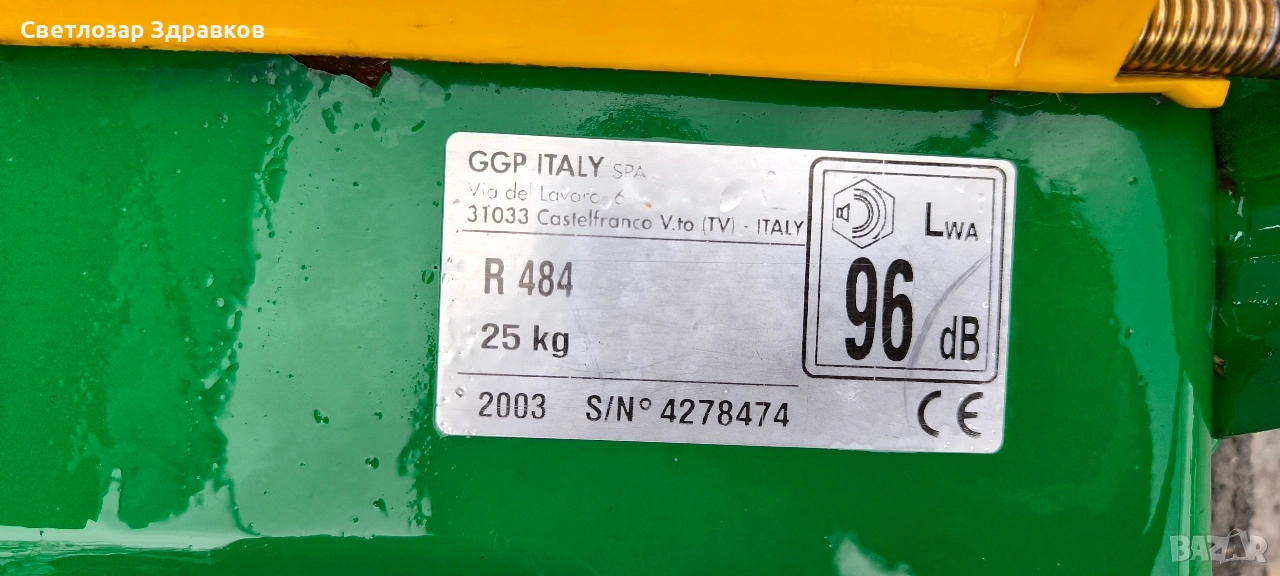 Светлозар Здравков
GGP ITALY SPA
Via del Lavoro, 6
31033 Castelfranco V.to (TV) - ITALY
R 484
25 kg
2003 S/N° 4278474
LWA
96 dB
CE
BAZAR